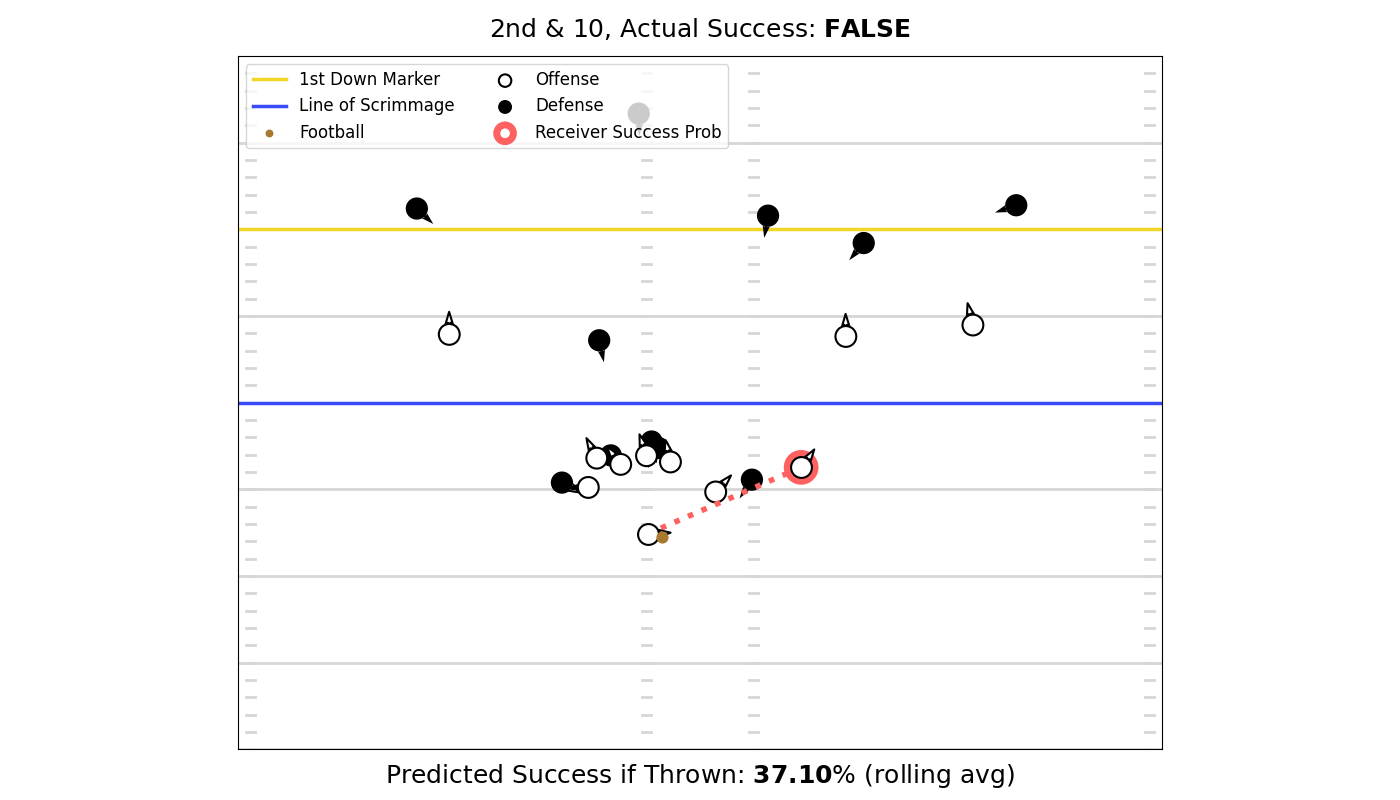 2nd & 10, Actual Success: FALSE
1st Down Marker
Line of Scrimmage
Football
Offense
Defense
Receiver Success Prob
Predicted Success if Thrown: 37.10% (rolling avg)